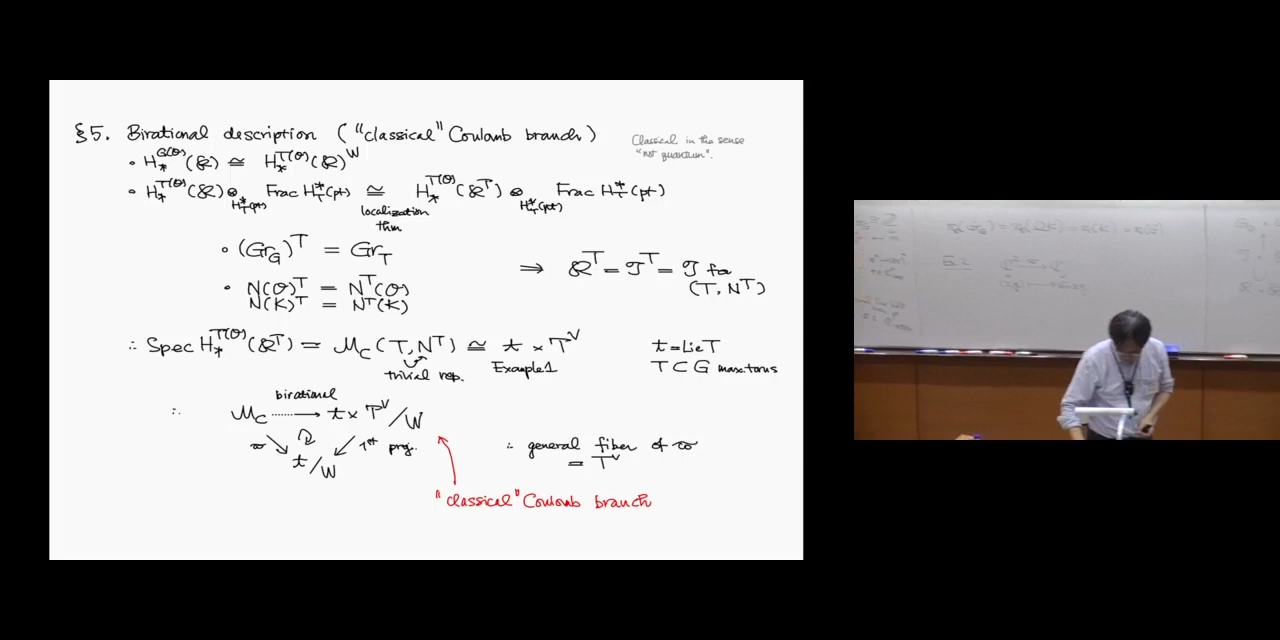 §5. Birational description ("classical" Coulomb branch)
Classical in the sense
"not quantum".
• H_*^{G(O)}(R) ≅ H_*^{T(O)}(R)^W
• H_*^{T(O)}(R) ⊗_{H_T^*(pt)} Frac H_T^*(pt) ≅ H_*^{T(O)}(R^T) ⊗_{H_T^*(pt)} Frac H_T^*(pt)
localization
thm
• (Gr_G)^T = Gr_T
• N(O)^T = N^T(O)
N(K)^T = N^T(K)
⇒ R^T = T^T = T for
(T, N^T)
∴ Spec H_*^{T(O)}(R^T) = M_C(T, N^T) ≅ t × T^∨
trivial rep.
Example 1
t = Lie T
T ⊂ G max. torus
∴ M_C ⇢ t × T^∨/W
birational
ϖ
t/W
1st proj.
∴ general fiber of ϖ
= T^∨
"classical" Coulomb branch